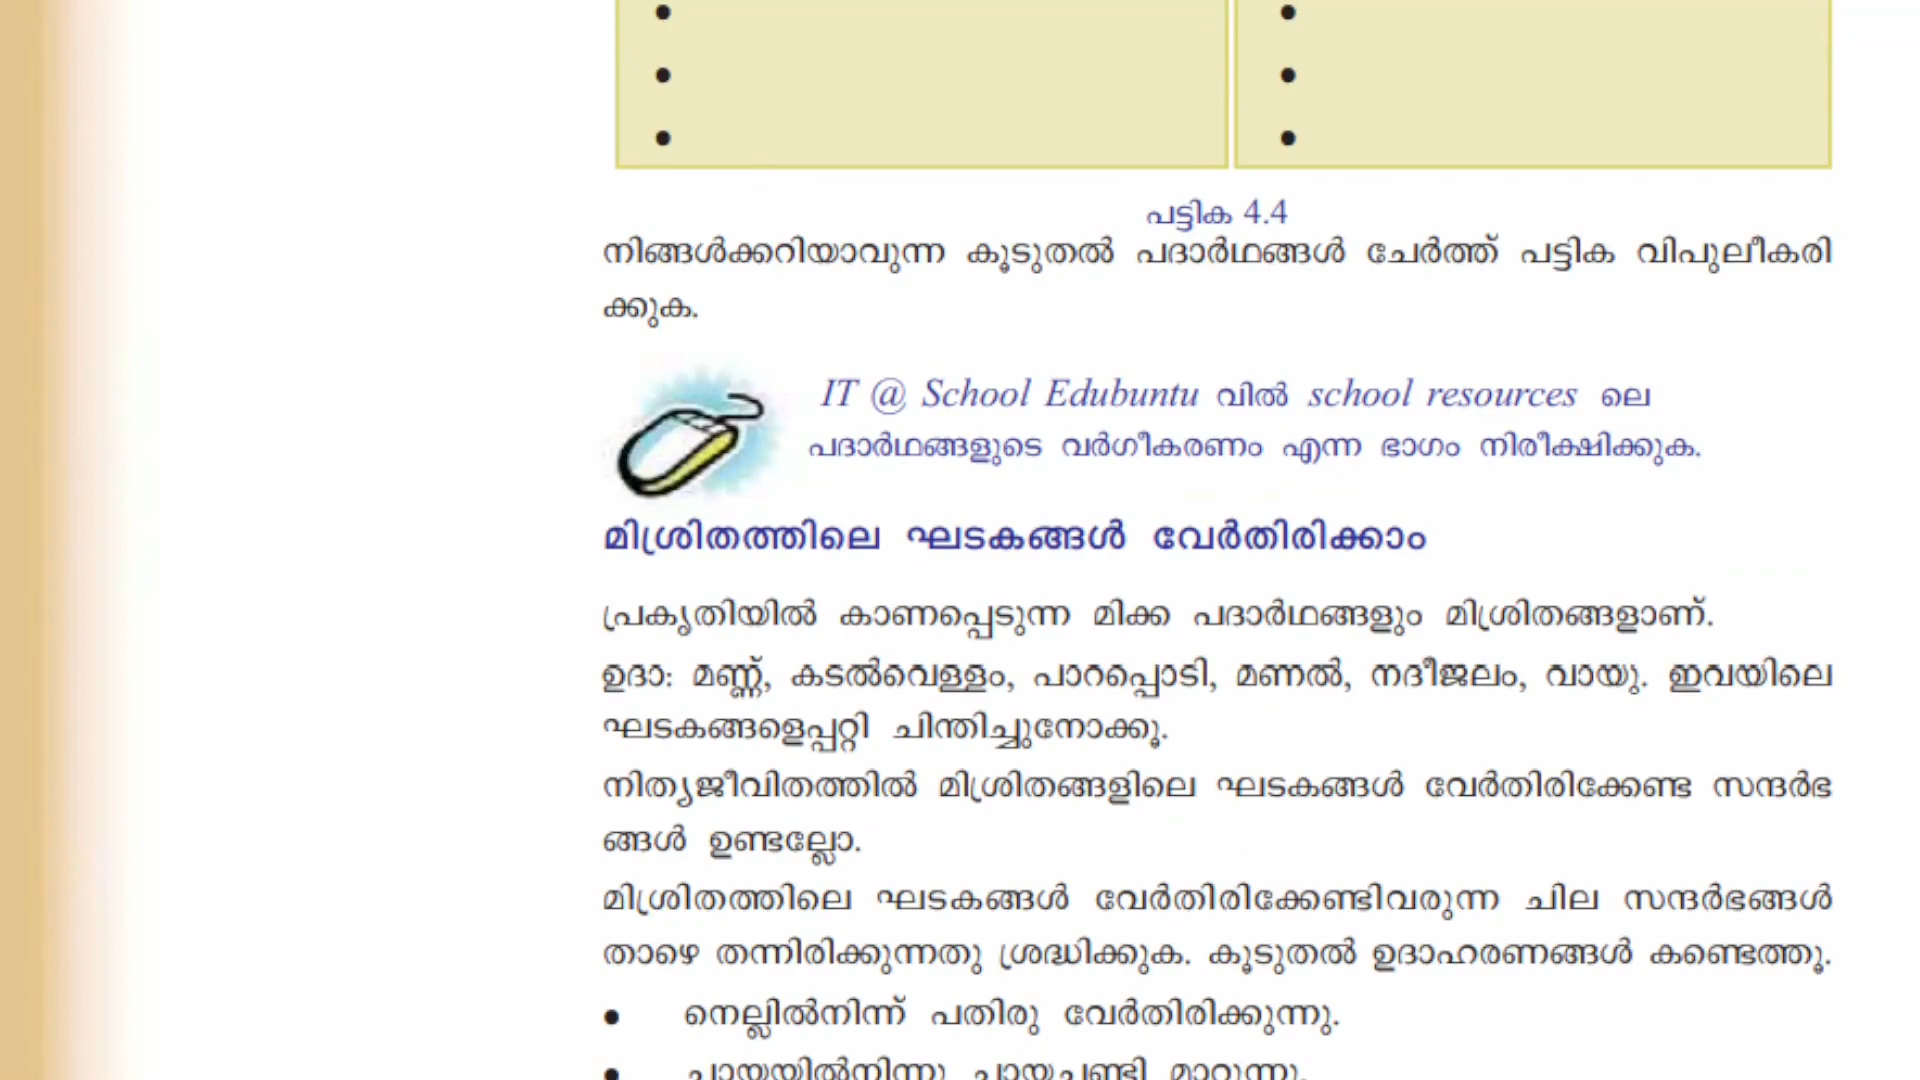 പട്ടിക 4.4
നിങ്ങൾക്കറിയാവുന്ന കൂടുതൽ പദാർഥങ്ങൾ ചേർത്ത് പട്ടിക വിപുലീകരി
ക്കുക.
IT @ School Edubuntu വിൽ school resources ലെ
പദാർഥങ്ങളുടെ വർഗീകരണം എന്ന ഭാഗം നിരീക്ഷിക്കുക.
മിശ്രിതത്തിലെ ഘടകങ്ങൾ വേർതിരിക്കാം
പ്രകൃതിയിൽ കാണപ്പെടുന്ന മിക്ക പദാർഥങ്ങളും മിശ്രിതങ്ങളാണ്.
ഉദാ: മണ്ണ്, കടൽവെള്ളം, പാറപ്പൊടി, മണൽ, നദീജലം, വായു. ഇവയിലെ
ഘടകങ്ങളെപ്പറ്റി ചിന്തിച്ചുനോക്കൂ.
നിത്യജീവിതത്തിൽ മിശ്രിതങ്ങളിലെ ഘടകങ്ങൾ വേർതിരിക്കേണ്ട സന്ദർഭ
ങ്ങൾ ഉണ്ടല്ലോ.
മിശ്രിതത്തിലെ ഘടകങ്ങൾ വേർതിരിക്കേണ്ടിവരുന്ന ചില സന്ദർഭങ്ങൾ
താഴെ തന്നിരിക്കുന്നതു ശ്രദ്ധിക്കുക. കൂടുതൽ ഉദാഹരണങ്ങൾ കണ്ടെത്തൂ.
• നെല്ലിൽനിന്ന് പതിരു വേർതിരിക്കുന്നു.
• ചായയിൽനിന്നു ചായച്ചണ്ടി മാറ്റുന്നു.